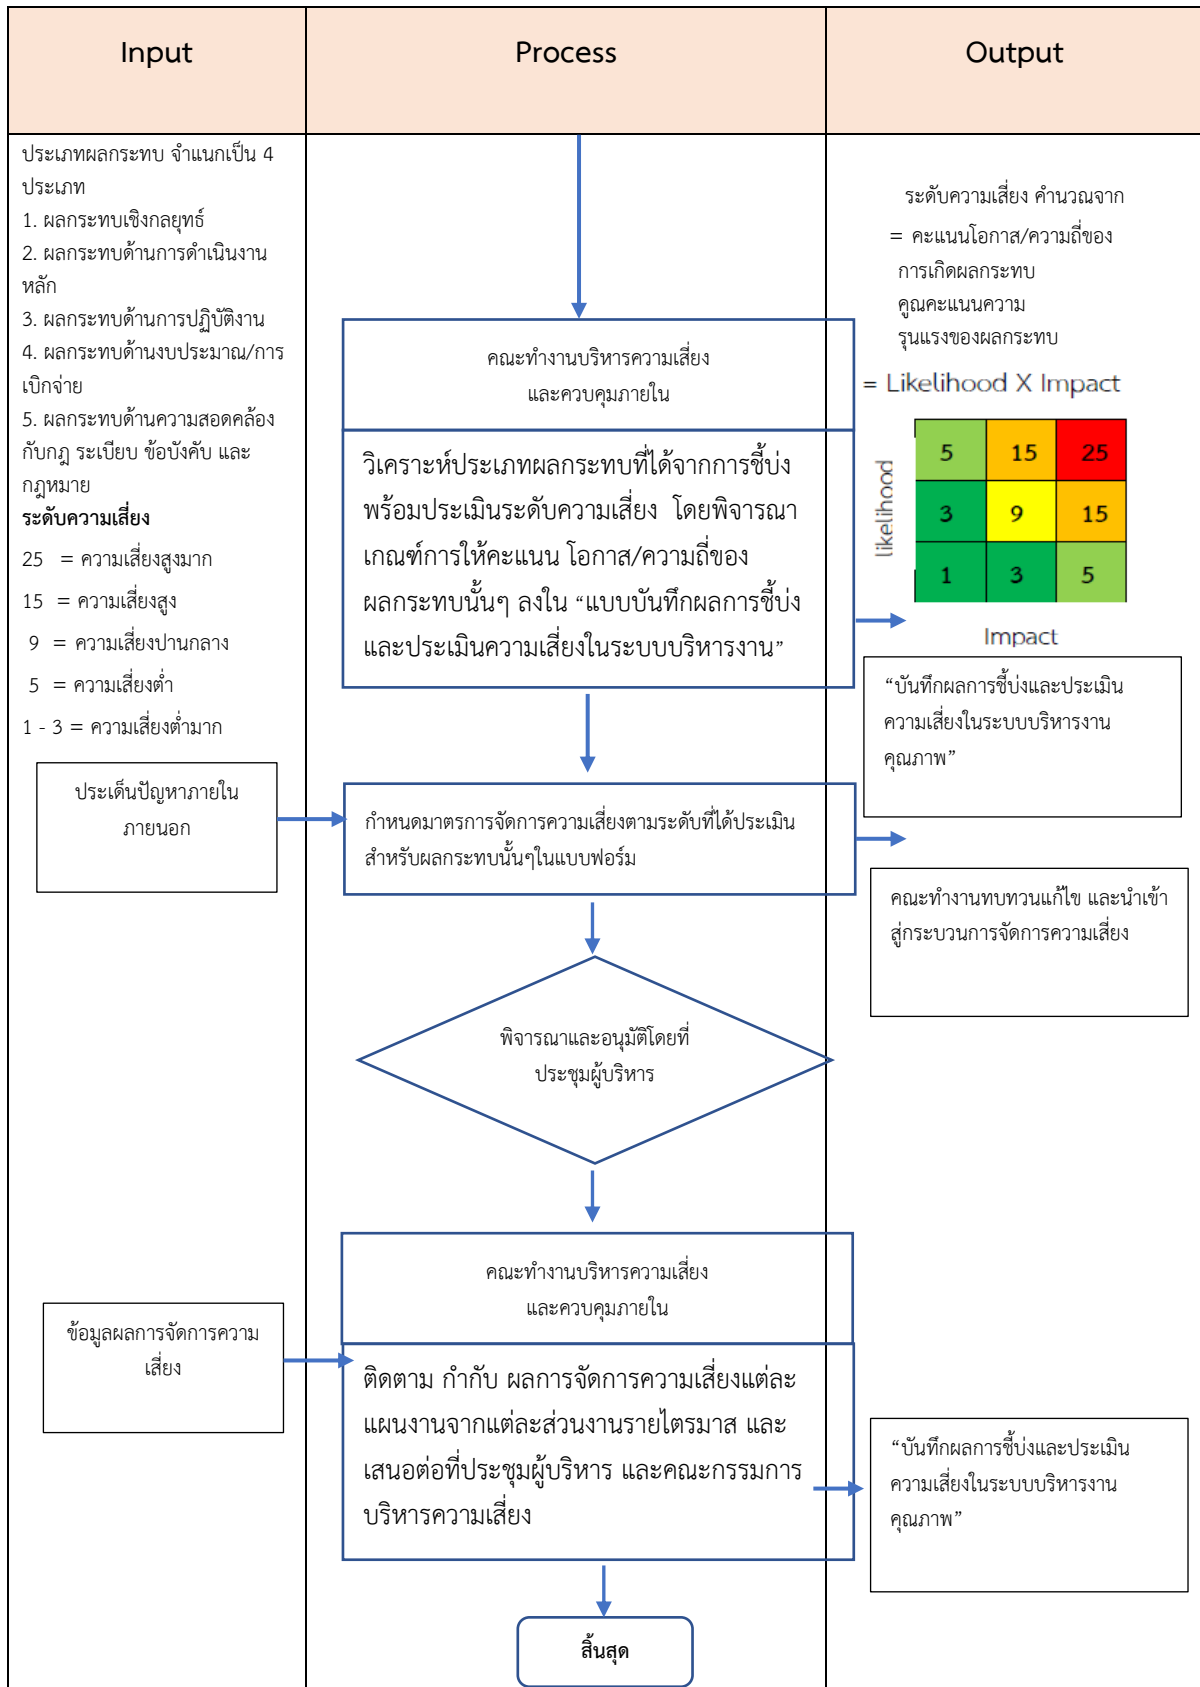 Input
Process
Output
ประเภทผลกระทบ จำแนกเป็น 4
ประเภท
1. ผลกระทบเชิงกลยุทธ์
2. ผลกระทบด้านการดำเนินงาน
หลัก
3. ผลกระทบด้านการปฏิบัติงาน
4. ผลกระทบด้านงบประมาณ/การ
เบิกจ่าย
5. ผลกระทบด้านความสอดคล้อง
กับกฎ ระเบียบ ข้อบังคับ และ
กฎหมาย
ระดับความเสี่ยง
25 = ความเสี่ยงสูงมาก
15 = ความเสี่ยงสูง
9 = ความเสี่ยงปานกลาง
5 = ความเสี่ยงต่ำ
1 - 3 = ความเสี่ยงต่ำมาก
คณะทำงานบริหารความเสี่ยง
และควบคุมภายใน
วิเคราะห์ประเภทผลกระทบที่ได้จากการชี้บ่ง
พร้อมประเมินระดับความเสี่ยง โดยพิจารณา
เกณฑ์การให้คะแนน โอกาส/ความถี่ของ
ผลกระทบนั้นๆ ลงใน “แบบบันทึกผลการชี้บ่ง
และประเมินความเสี่ยงในระบบบริหารงาน”
ระดับความเสี่ยง คำนวณจาก
= คะแนนโอกาส/ความถี่ของ
การเกิดผลกระทบ
คูณคะแนนความ
รุนแรงของผลกระทบ
= Likelihood X Impact
likelihood
5 15 25
3 9 15
1 3 5
Impact
“บันทึกผลการชี้บ่งและประเมิน
ความเสี่ยงในระบบบริหารงาน
คุณภาพ”
ประเด็นปัญหาภายใน
ภายนอก
กำหนดมาตรการจัดการความเสี่ยงตามระดับที่ได้ประเมิน
สำหรับผลกระทบนั้นๆในแบบฟอร์ม
คณะทำงานทบทวนแก้ไข และนำเข้า
สู่กระบวนการจัดการความเสี่ยง
พิจารณาและอนุมัติโดยที่
ประชุมผู้บริหาร
คณะทำงานบริหารความเสี่ยง
และควบคุมภายใน
ข้อมูลผลการจัดการความ
เสี่ยง
ติดตาม กำกับ ผลการจัดการความเสี่ยงแต่ละ
แผนงานจากแต่ละส่วนงานรายไตรมาส และ
เสนอต่อที่ประชุมผู้บริหาร และคณะกรรมการ
บริหารความเสี่ยง
“บันทึกผลการชี้บ่งและประเมิน
ความเสี่ยงในระบบบริหารงาน
คุณภาพ”
สิ้นสุด